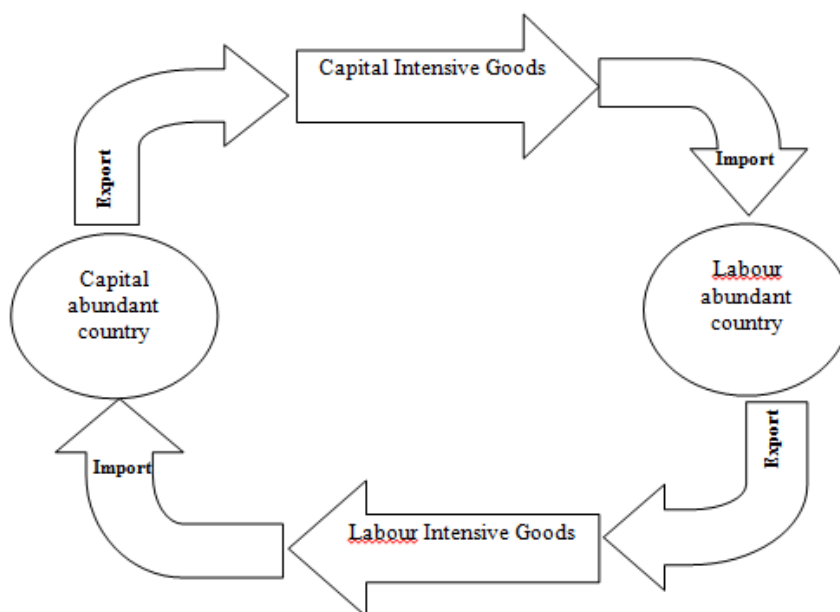 Capital Intensive Goods
Export
Import
Capital
abundant
country
Labour
abundant
country
Import
Export
Labour Intensive Goods